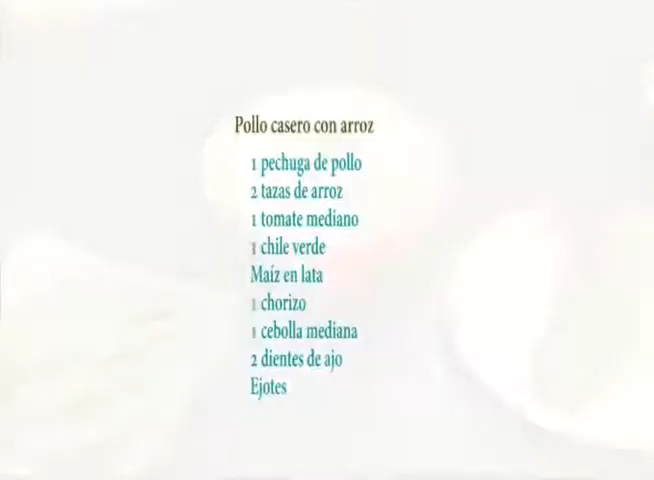 Pollo casero con arroz
1 pechuga de pollo
2 tazas de arroz
1 tomate mediano
1 chile verde
Maíz en lata
1 chorizo
1 cebolla mediana
2 dientes de ajo
Ejotes